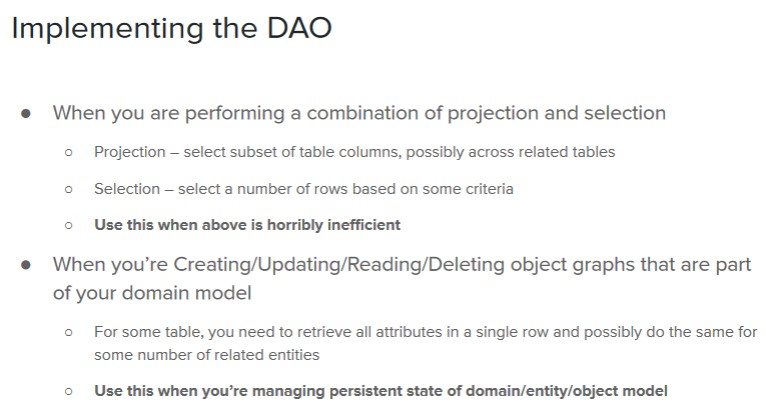 Implementing the DAO
● When you are performing a combination of projection and selection
○ Projection – select subset of table columns, possibly across related tables
○ Selection – select a number of rows based on some criteria
○ Use this when above is horribly inefficient
● When you’re Creating/Updating/Reading/Deleting object graphs that are part
of your domain model
○ For some table, you need to retrieve all attributes in a single row and possibly do the same for
some number of related entities
○ Use this when you’re managing persistent state of domain/entity/object model